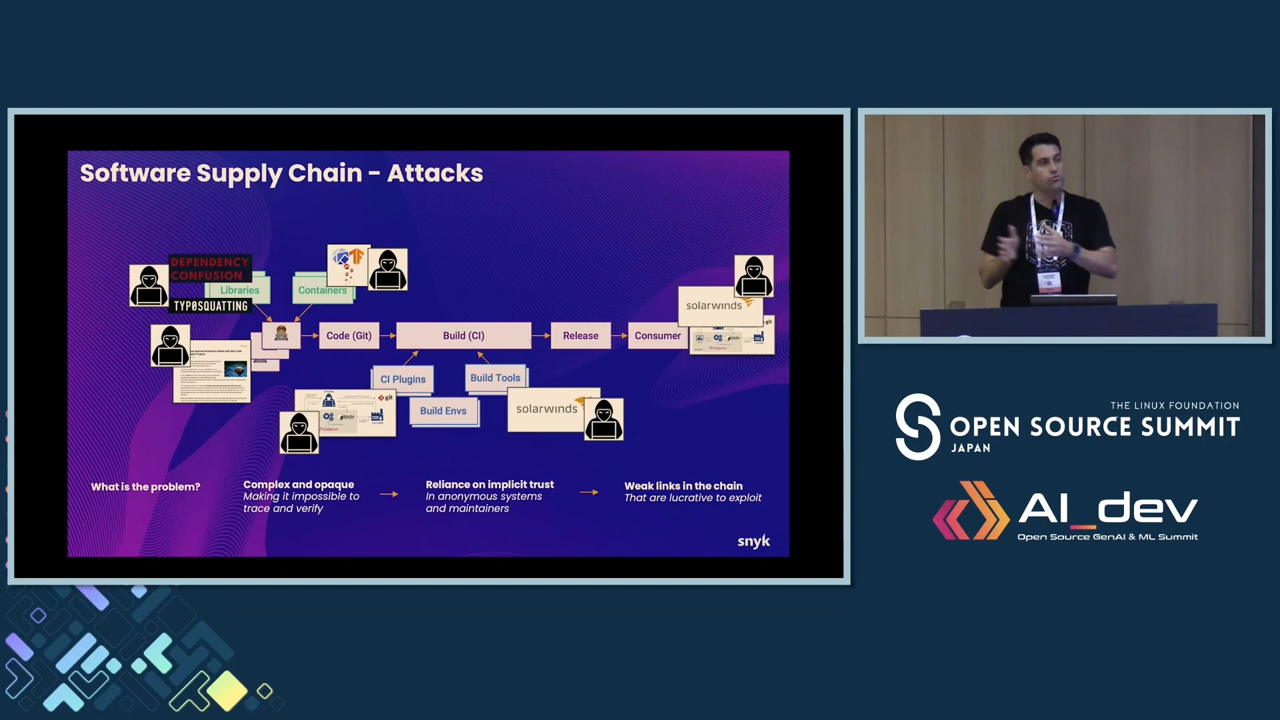 Software Supply Chain - Attacks
DEPENDENCY
CONFUSION
Libraries
Containers
TYPOSQUATTING
solarwinds
Code (Git)
Build (CI)
Release
Consumer
CI Plugins
Build Tools
git
Build Envs
solarwinds
What is the problem?
Complex and opaque
Making it impossible to
trace and verify
Reliance on implicit trust
In anonymous systems
and maintainers
Weak links in the chain
That are lucrative to exploit
snyk
THE LINUX FOUNDATION
OPEN SOURCE SUMMIT
JAPAN
AI_dev
Open Source GenAI & ML Summit